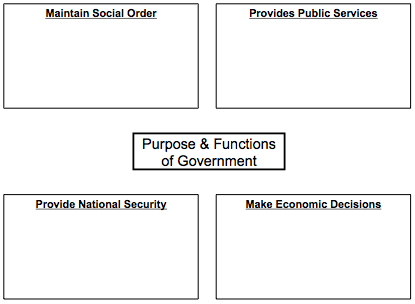 Maintain Social Order
Provides Public Services
Purpose & Functions
of Government
Provide National Security
Make Economic Decisions